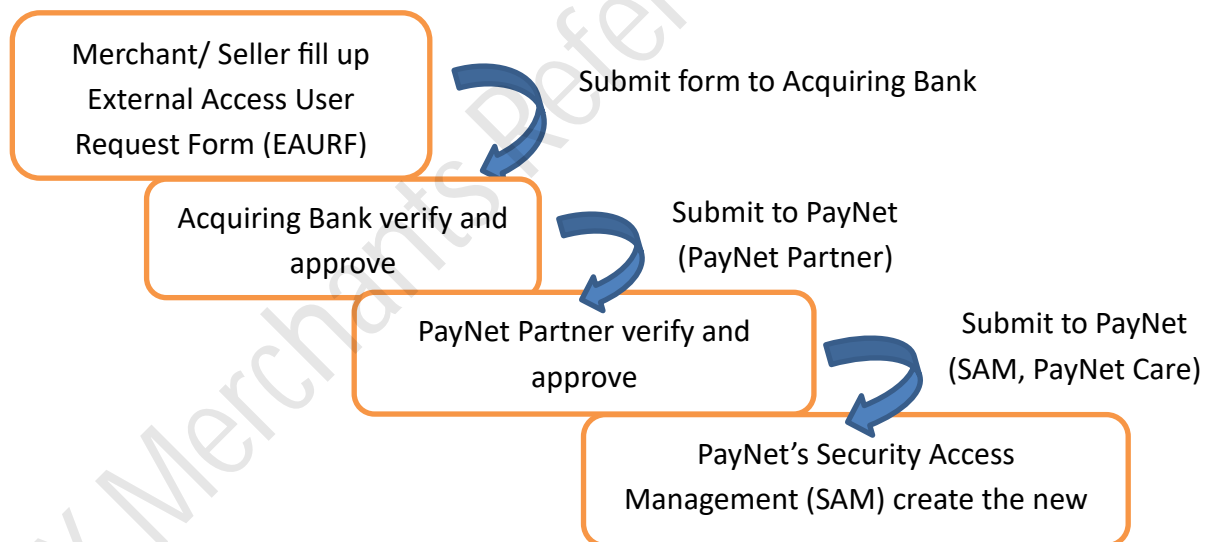 Merchant/ Seller fill up
External Access User
Request Form (EAURF)
Submit form to Acquiring Bank
Acquiring Bank verify and
approve
Submit to PayNet
(PayNet Partner)
PayNet Partner verify and
approve
Submit to PayNet
(SAM, PayNet Care)
PayNet’s Security Access
Management (SAM) create the new
Merchants